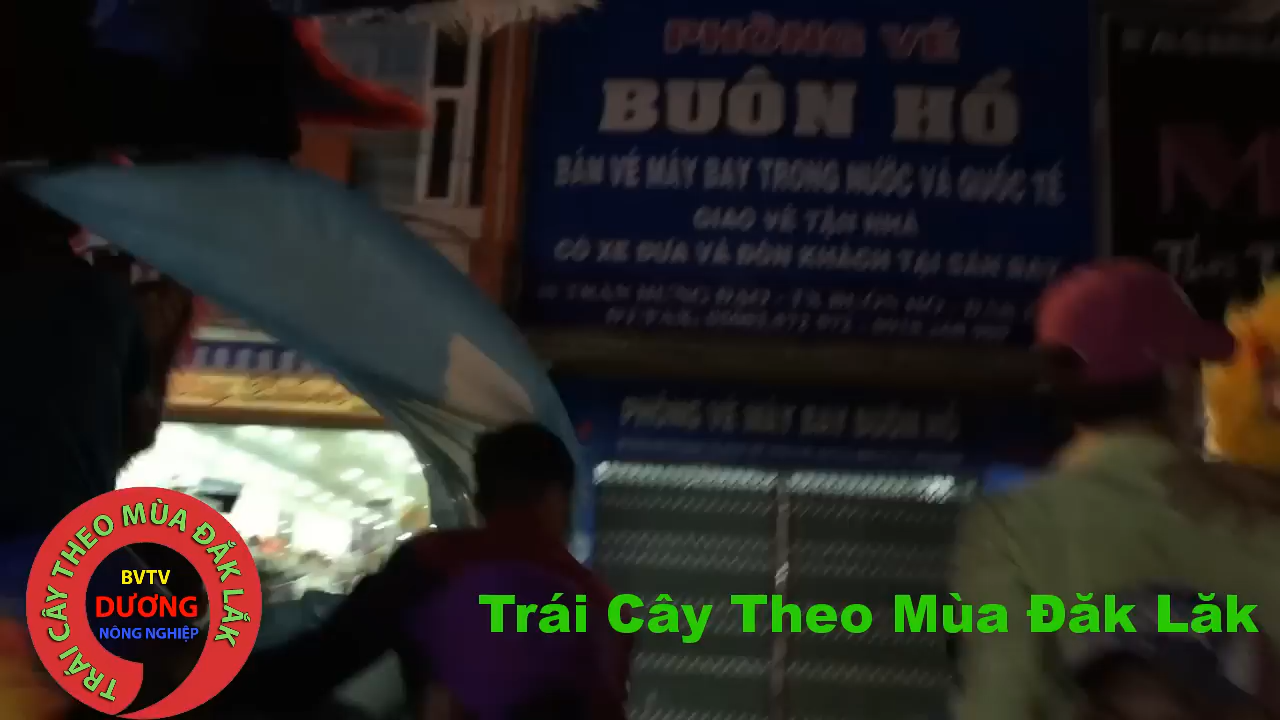 PHÒNG VÉ
BUÔN HỒ
BÁN VÉ MÁY BAY TRONG NƯỚC VÀ QUỐC TẾ
GIAO VÉ TẬN NHÀ
CÓ XE ĐƯA VÀ ĐÓN KHÁCH TẠI SÂN BAY
PHÒNG VÉ MÁY BAY BUÔN HỒ
TRÁI CÂY THEO MÙA ĐẮK LẮK
BVTV
DƯƠNG
NÔNG NGHIỆP
Trái Cây Theo Mùa Đăk Lăk